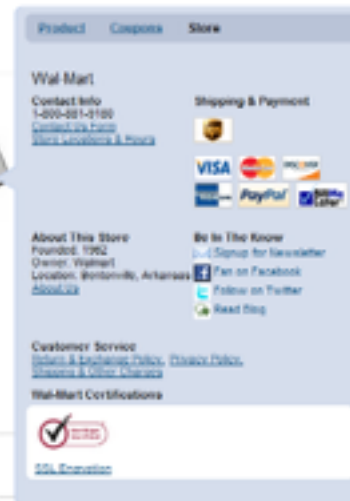 Product Coupons Store
Wal-Mart
Contact Info
1-800-881-9180
Contact Us Form
Store Locations & Hours
Shipping & Payment
VISA
PayPal
About This Store
Founded: 1962
Owner: Walmart
Location: Bentonville, Arkansas
About Us
Be In The Know
Signup for Newsletter
Fan on Facebook
Follow on Twitter
Read Blog
Customer Service
Return & Exchange Policy, Privacy Policy,
Shipping & Other Charges
Wal-Mart Certifications
SSL Encryption